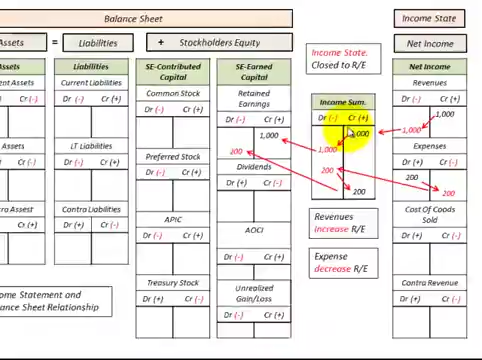 Balance Sheet
Income State
Assets
=
Liabilities
+
Stockholders Equity
Net Income
SE-Contributed
Capital
SE-Earned
Capital
Income State.
Closed to R/E
Net Income
Liabilities
ent Assets
Current Liabilities
Common Stock
Retained
Earnings
Income Sum.
Revenues
Cr (-)
Dr (-) Cr (+)
Dr (-) Cr (+)
Dr (-) Cr (+)
Dr (-) Cr (+)
Dr (-) Cr (+)
1,000
1,000
1,000
1,000
200
200
200
200
200
Assets
LT Liabilities
Preferred Stock
Dividends
Expenses
Cr (-)
Dr (-) Cr (+)
Dr (-) Cr (+)
Dr (+) Cr (-)
Dr (+) Cr (-)
ra Assest
Contra Liabilities
APIC
AOCI
Cost Of Goods
Sold
Cr (+)
Dr (+) Cr (-)
Dr (-) Cr (+)
Dr (-) Cr (+)
Dr (+) Cr (-)
Revenues
increase R/E
Expense
decrease R/E
Treasury Stock
Unrealized
Gain/Loss
Contra Revenue
Dr (+) Cr (-)
Dr (-) Cr (+)
Dr (+) Cr (-)
ome Statement and
ance Sheet Relationship